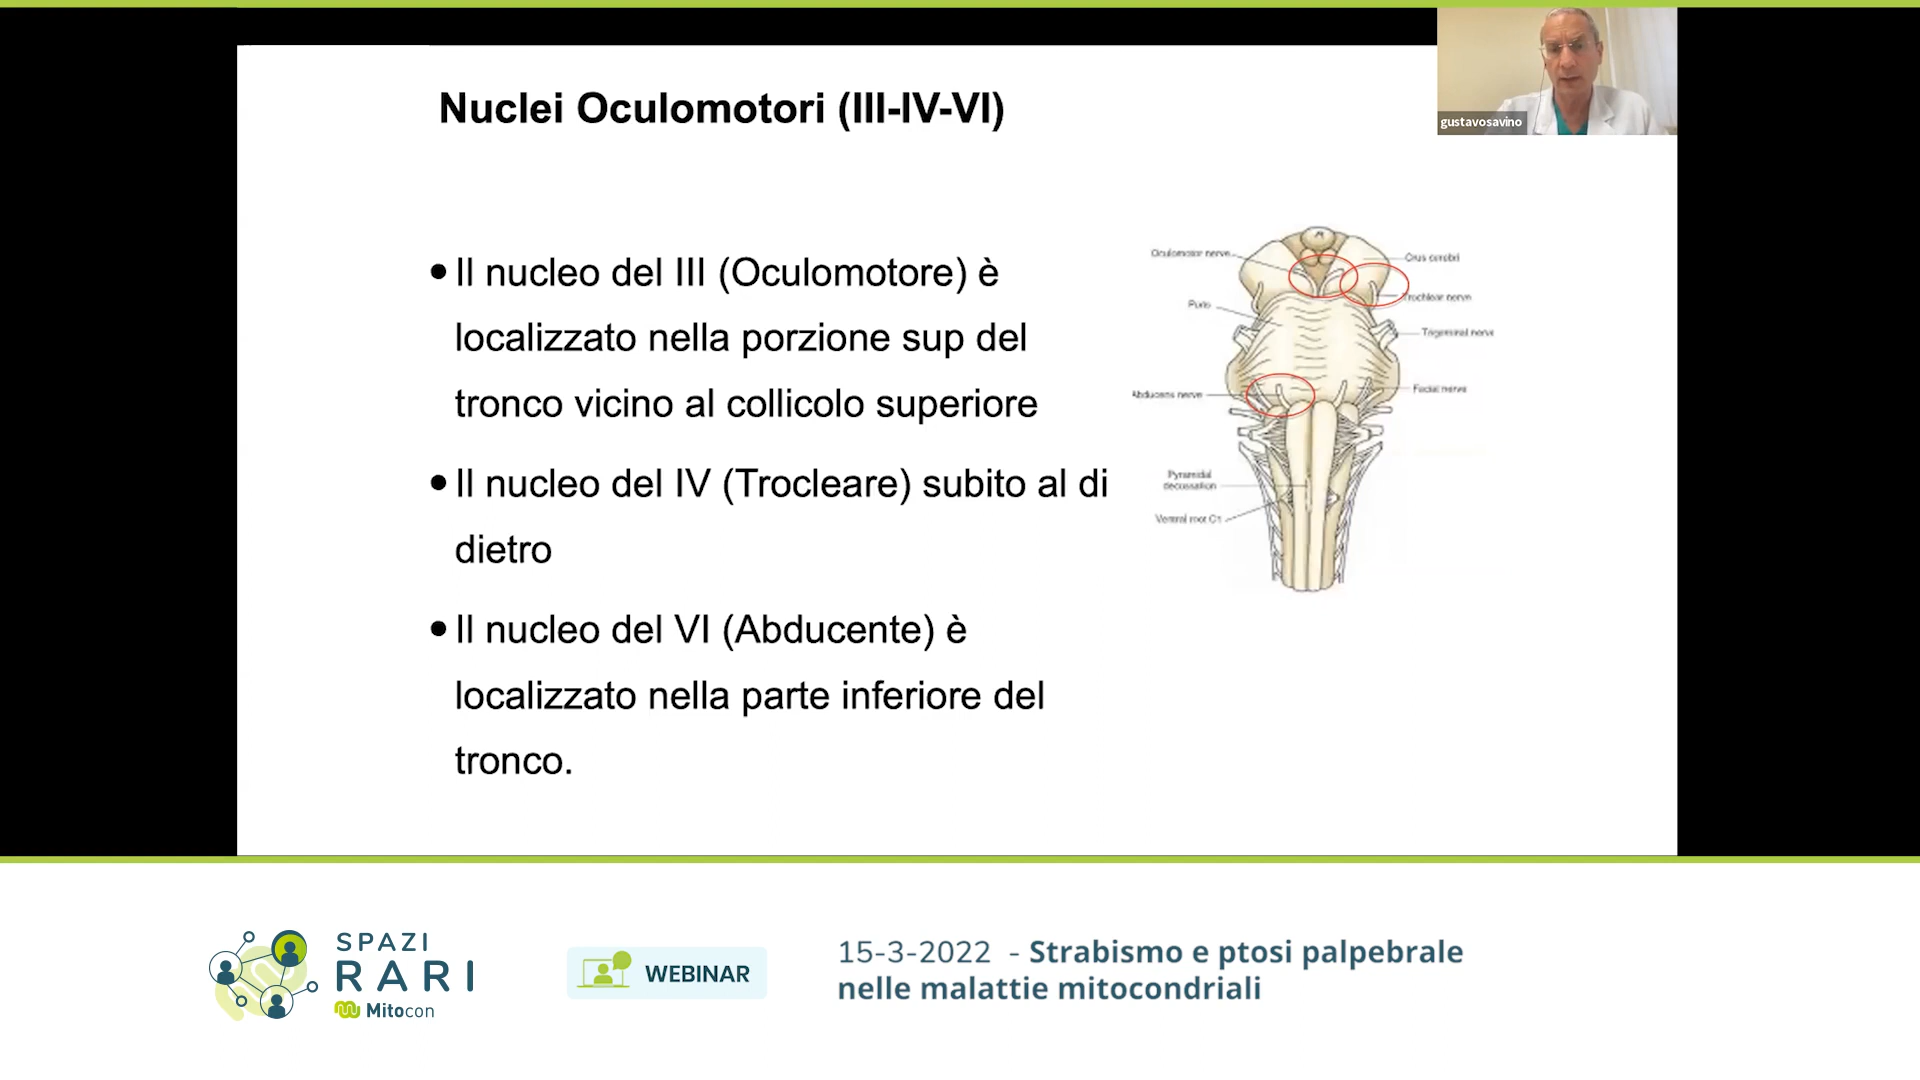 Nuclei Oculomotori (III-IV-VI)
gustavosavino
Il nucleo del III (Oculomotore) è
localizzato nella porzione sup del
tronco vicino al collicolo superiore
Il nucleo del IV (Trocleare) subito al di
dietro
Il nucleo del VI (Abducente) è
localizzato nella parte inferiore del
tronco.
Oculomotor nerve
Crus cerebri
Trochlear nerve
Pons
Trigeminal nerve
Abducens nerve
Facial nerve
Pyramidal
decussation
Ventral root C1
SPAZI
RARI
Mitocon
WEBINAR
15-3-2022 - Strabismo e ptosi palpebrale
nelle malattie mitocondriali